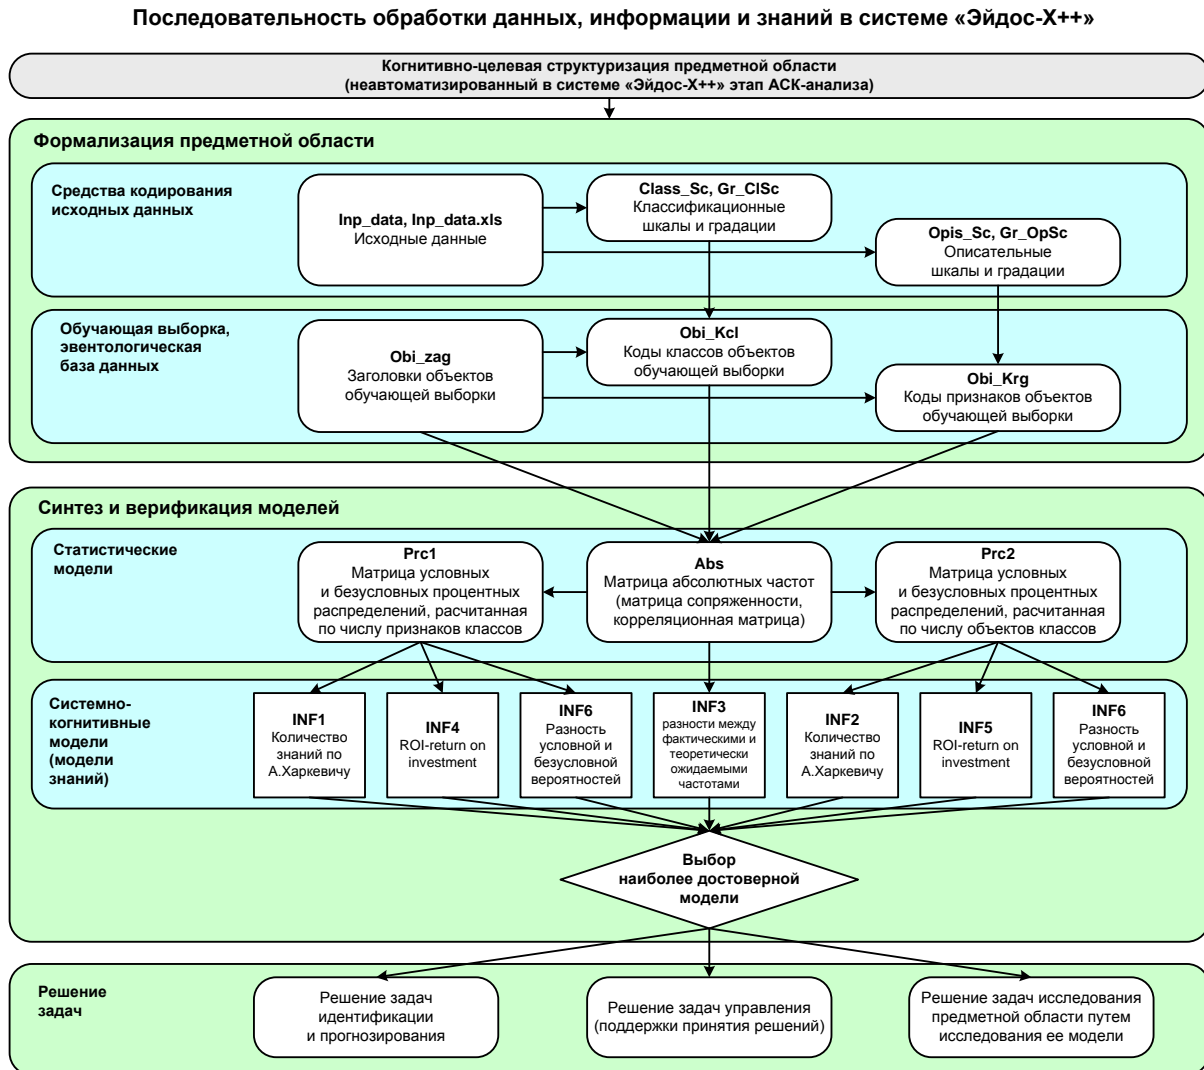 Последовательность обработки данных, информации и знаний в системе «Эйдос-Х++»
Когнитивно-целевая структуризация предметной области
(неавтоматизированный в системе «Эйдос-Х++» этап АСК-анализа)
Формализация предметной области
Средства кодирования
исходных данных
Inp_data, Inp_data.xls
Исходные данные
Class_Sc, Gr_ClSc
Классификационные
шкалы и градации
Opis_Sc, Gr_OpSc
Описательные
шкалы и градации
Обучающая выборка,
эвентологическая
база данных
Obi_zag
Заголовки объектов
обучающей выборки
Obi_Kcl
Коды классов объектов
обучающей выборки
Obi_Krg
Коды признаков объектов
обучающей выборки
Синтез и верификация моделей
Статистические
модели
Prc1
Матрица условных
и безусловных процентных
распределений, расчитанная
по числу признаков классов
Abs
Матрица абсолютных частот
(матрица сопряженности,
корреляционная матрица)
Prc2
Матрица условных
и безусловных процентных
распределений, расчитанная
по числу объектов классов
Системно-
когнитивные
модели
(модели
знаний)
INF1
Количество
знаний по
А.Харкевичу
INF4
ROI-return on
investment
INF6
Разность
условной и
безусловной
вероятностей
INF3
разности между
фактическими и
теоретически
ожидаемыми
частотами
INF2
Количество
знаний по
А.Харкевичу
INF5
ROI-return on
investment
INF6
Разность
условной и
безусловной
вероятностей
Выбор
наиболее достоверной
модели
Решение
задач
Решение задач
идентификации
и прогнозирования
Решение задач управления
(поддержки принятия решений)
Решение задач исследования
предметной области путем
исследования ее модели